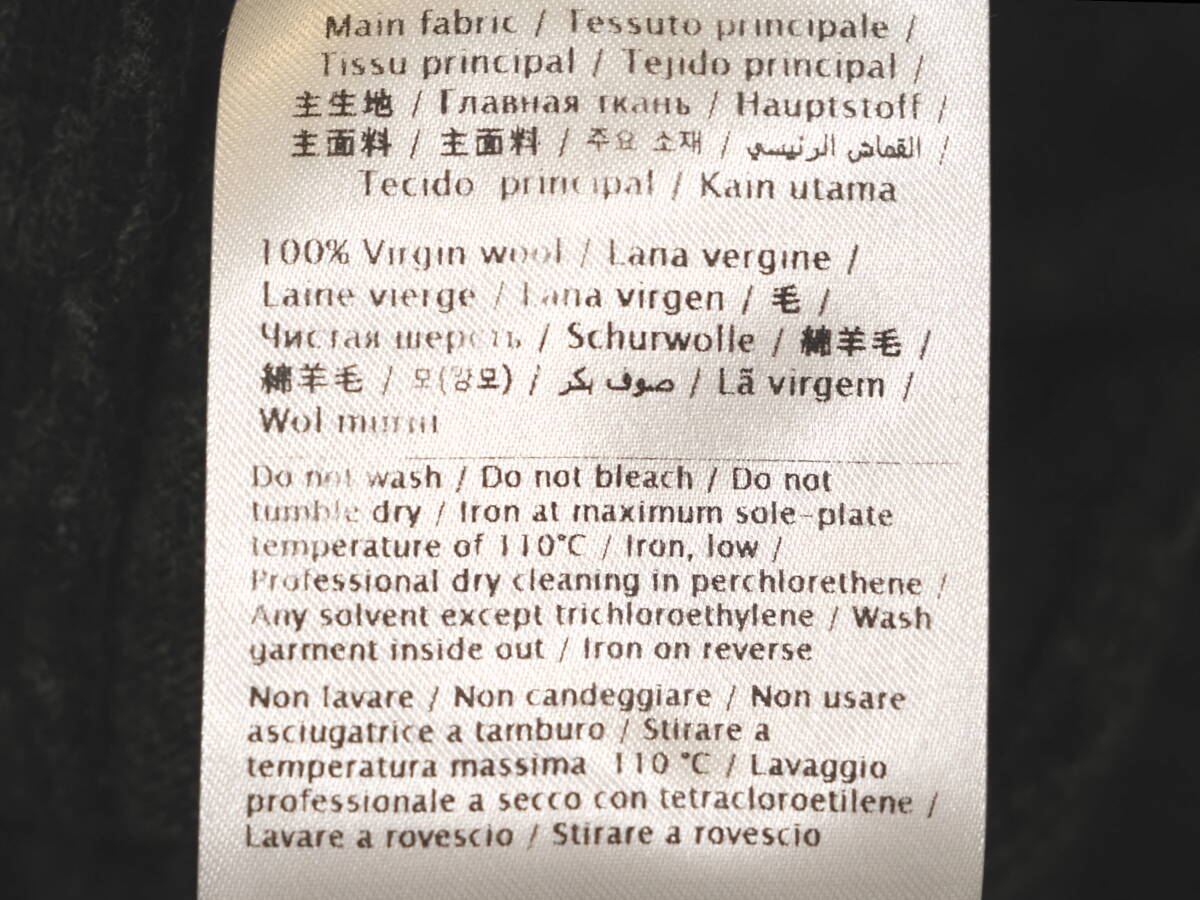 Main fabric / Tessuto principale /
Tissu principal / Tejido principal /
主生地 / Главная ткань / Hauptstoff /
主面料 / 主面料 / 주요 소재 / القماش الرئيسي /
Tecido principal / Kain utama
100% Virgin wool / Lana vergine /
Laine vierge / Lana virgen / 毛 /
Чистая шерсть / Schurwolle / 綿羊毛 /
綿羊毛 / 모(양모) / صوف بكر / Lã virgem /
Wol murni
Do not wash / Do not bleach / Do not
tumble dry / Iron at maximum sole-plate
temperature of 110°C / Iron, low /
Professional dry cleaning in perchlorethene /
Any solvent except trichloroethylene / Wash
garment inside out / Iron on reverse
Non lavare / Non candeggiare / Non usare
asciugatrice a tamburo / Stirare a
temperatura massima 110 °C / Lavaggio
professionale a secco con tetracloroetilene /
Lavare a rovescio / Stirare a rovescio